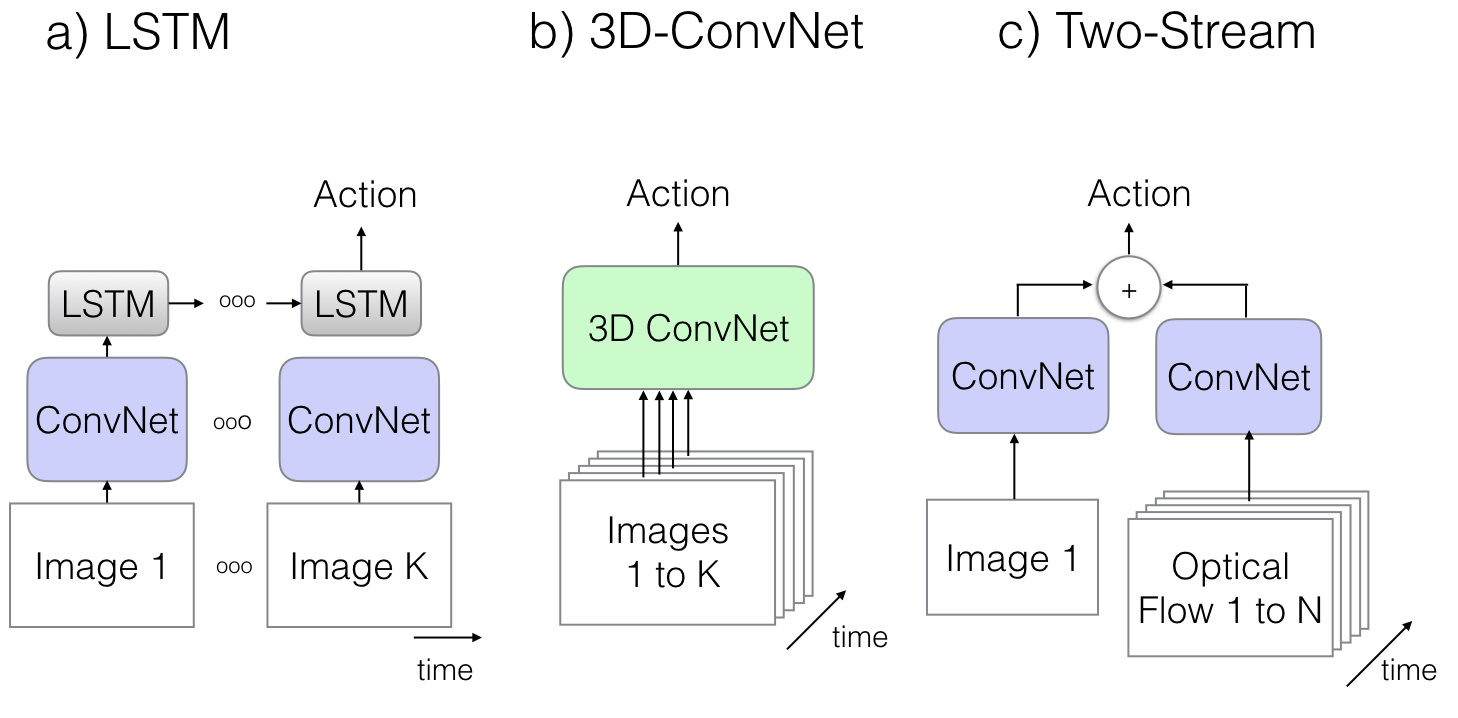 a) LSTM
Action
LSTM
ooo
LSTM
ConvNet
ooo
ConvNet
Image 1
ooo
Image K
time
b) 3D-ConvNet
Action
3D ConvNet
Images
1 to K
time
c) Two-Stream
Action
+
ConvNet
ConvNet
Image 1
Optical
Flow 1 to N
time